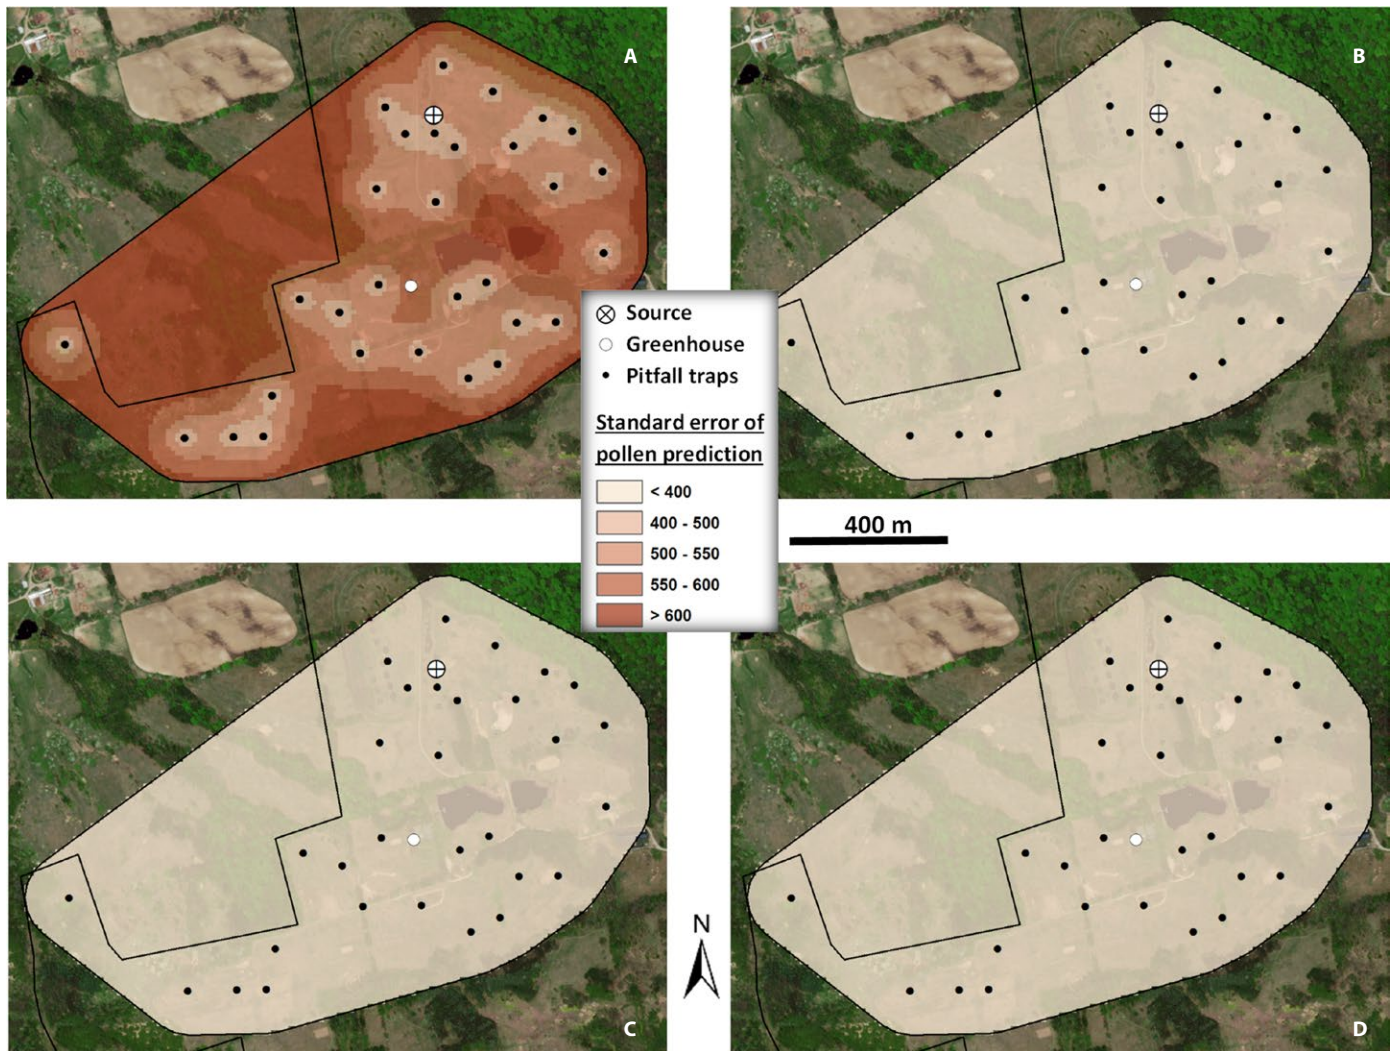 A
B
Source
Greenhouse
Pitfall traps
Standard error of
pollen prediction
< 400
400 - 500
500 - 550
550 - 600
> 600
400 m
N
C
D